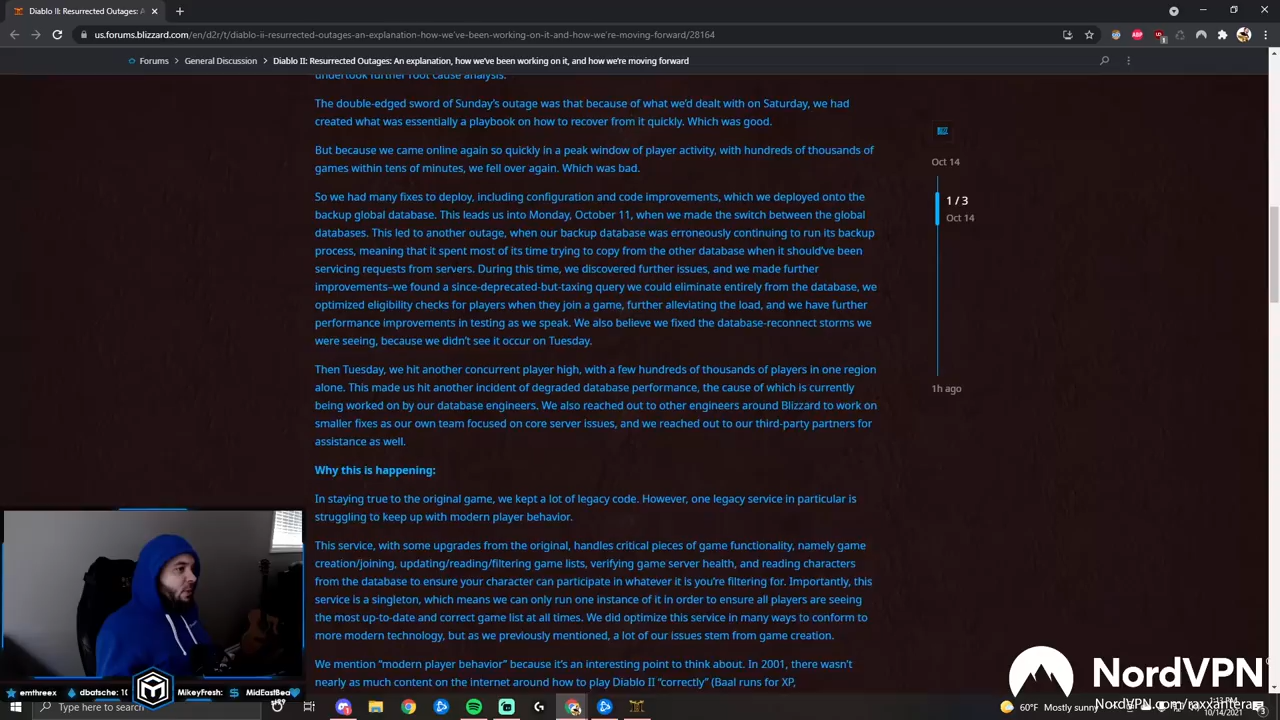 Diablo II: Resurrected Outages: A
us.forums.blizzard.com/en/d2r/t/diablo-ii-resurrected-outages-an-explanation-how-we've-been-working-on-it-and-how-we're-moving-forward/28164
Forums > General Discussion > Diablo II: Resurrected Outages: An explanation, how we've been working on it, and how we're moving forward
undertook further root cause analysis.
The double-edged sword of Sunday's outage was that because of what we'd dealt with on Saturday, we had
created what was essentially a playbook on how to recover from it quickly. Which was good.
But because we came online again so quickly in a peak window of player activity, with hundreds of thousands of
games within tens of minutes, we fell over again. Which was bad.
So we had many fixes to deploy, including configuration and code improvements, which we deployed onto the
backup global database. This leads us into Monday, October 11, when we made the switch between the global
databases. This led to another outage, when our backup database was erroneously continuing to run its backup
process, meaning that it spent most of its time trying to copy from the other database when it should've been
servicing requests from servers. During this time, we discovered further issues, and we made further
improvements–we found a since-deprecated-but-taxing query we could eliminate entirely from the database, we
optimized eligibility checks for players when they join a game, further alleviating the load, and we have further
performance improvements in testing as we speak. We also believe we fixed the database-reconnect storms we
were seeing, because we didn't see it occur on Tuesday.
Then Tuesday, we hit another concurrent player high, with a few hundreds of thousands of players in one region
alone. This made us hit another incident of degraded database performance, the cause of which is currently
being worked on by our database engineers. We also reached out to other engineers around Blizzard to work on
smaller fixes as our own team focused on core server issues, and we reached out to our third-party partners for
assistance as well.
Why this is happening:
In staying true to the original game, we kept a lot of legacy code. However, one legacy service in particular is
struggling to keep up with modern player behavior.
This service, with some upgrades from the original, handles critical pieces of game functionality, namely game
creation/joining, updating/reading/filtering game lists, verifying game server health, and reading characters
from the database to ensure your character can participate in whatever it is you're filtering for. Importantly, this
service is a singleton, which means we can only run one instance of it in order to ensure all players are seeing
the most up-to-date and correct game list at all times. We did optimize this service in many ways to conform to
more modern technology, but as we previously mentioned, a lot of our issues stem from game creation.
We mention "modern player behavior" because it's an interesting point to think about. In 2001, there wasn't
nearly as much content on the internet around how to play Diablo II "correctly" (Baal runs for XP,
Oct 14
1 / 3
Oct 14
1h ago
emthreex
dbatsche: 10
MikeyFresh:
MidEastBea
NordVPN
Type here to search
60°F Mostly sunny
1:13 PM
10/14/2021